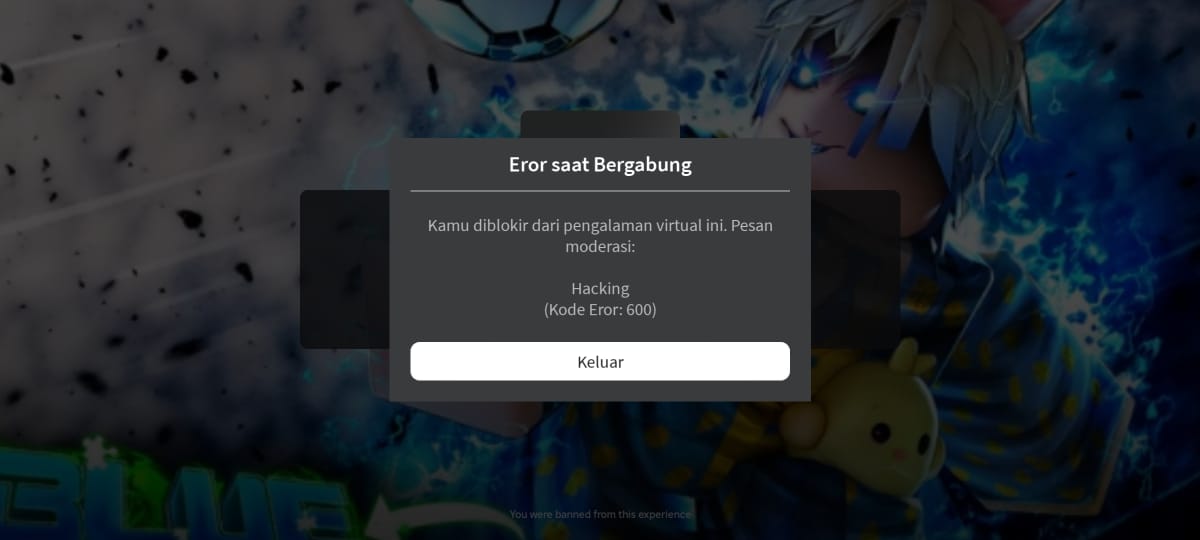 Eror saat Bergabung
Kamu diblokir dari pengalaman virtual ini. Pesan
moderasi:
Hacking
(Kode Eror: 600)
Keluar
BLUE
You were banned from this experience